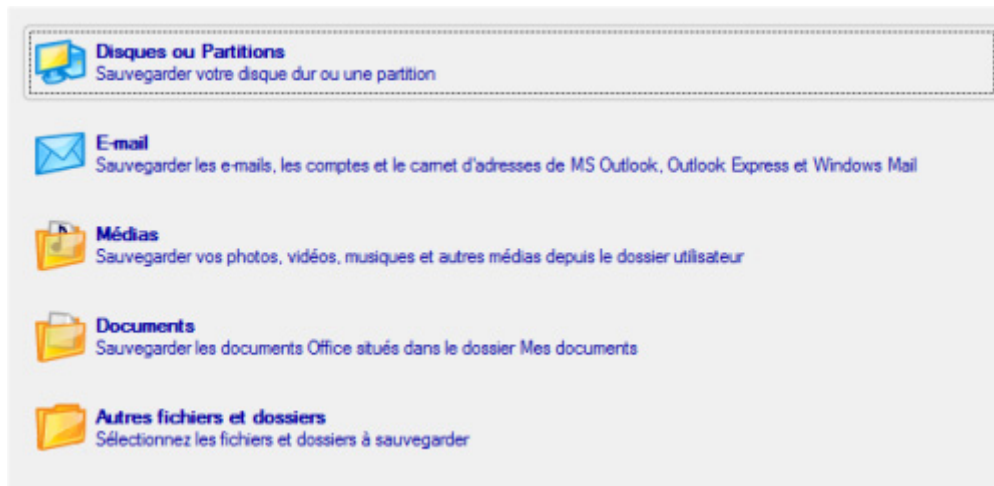 Disques ou Partitions
Sauvegarder votre disque dur ou une partition
E-mail
Sauvegarder les e-mails, les comptes et le carnet d'adresses de MS Outlook, Outlook Express et Windows Mail
Médias
Sauvegarder vos photos, vidéos, musiques et autres médias depuis le dossier utilisateur
Documents
Sauvegarder les documents Office situés dans le dossier Mes documents
Autres fichiers et dossiers
Sélectionnez les fichiers et dossiers à sauvegarder